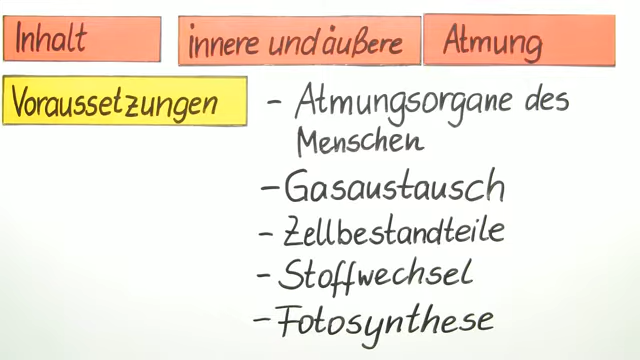 Inhalt innere und äußere Atmung
Voraussetzungen - Atmungsorgane des
Menschen
- Gasaustausch
- Zellbestandteile
- Stoffwechsel
- Fotosynthese